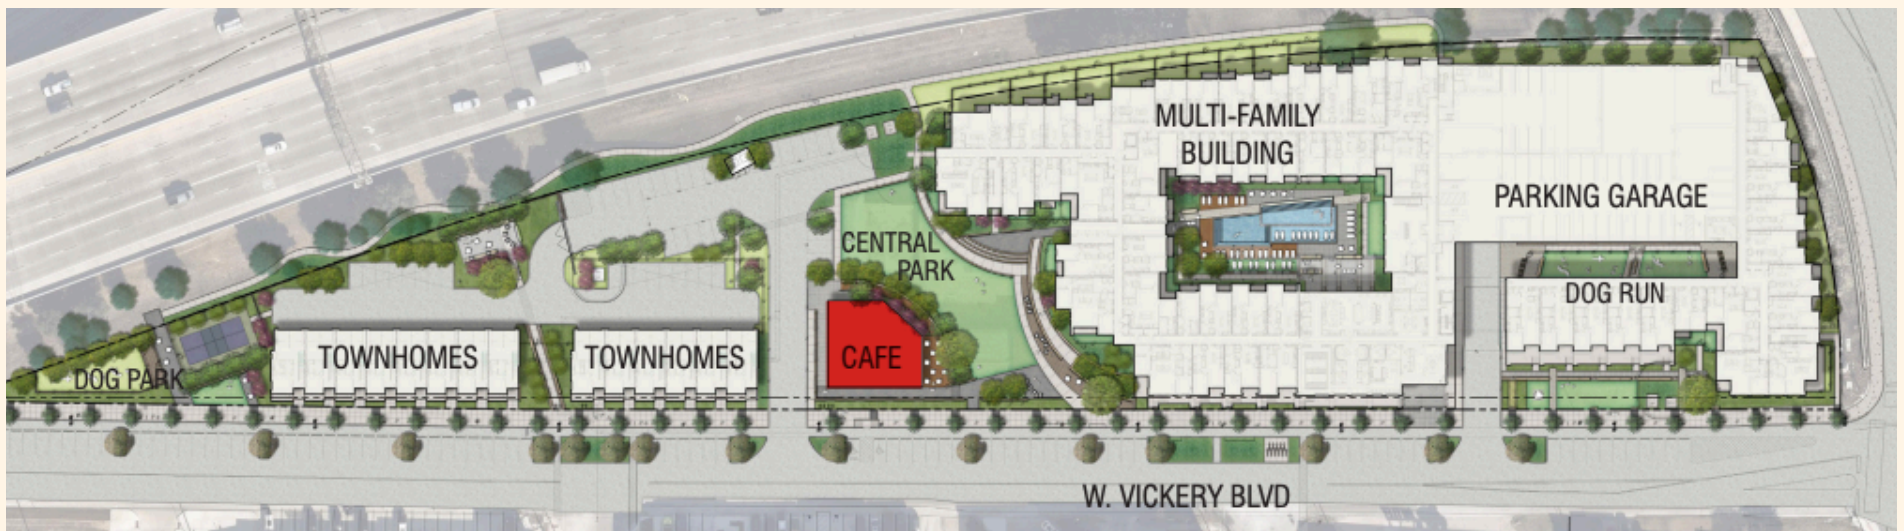 MULTI-FAMILY
BUILDING
PARKING GARAGE
CENTRAL
PARK
DOG RUN
DOG PARK
TOWNHOMES
TOWNHOMES
CAFE
W. VICKERY BLVD